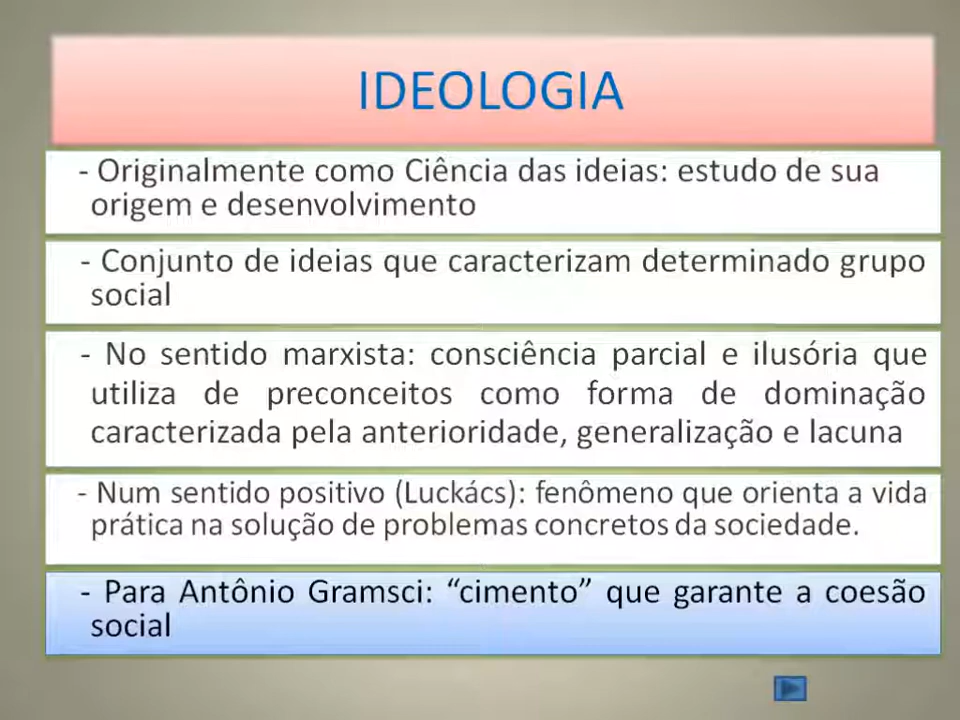 IDEOLOGIA
- Originalmente como Ciência das ideias: estudo de sua
origem e desenvolvimento
- Conjunto de ideias que caracterizam determinado grupo
social
- No sentido marxista: consciência parcial e ilusória que
utiliza de preconceitos como forma de dominação
caracterizada pela anterioridade, generalização e lacuna
- Num sentido positivo (Luckács): fenômeno que orienta a vida
prática na solução de problemas concretos da sociedade.
- Para Antônio Gramsci: “cimento” que garante a coesão
social